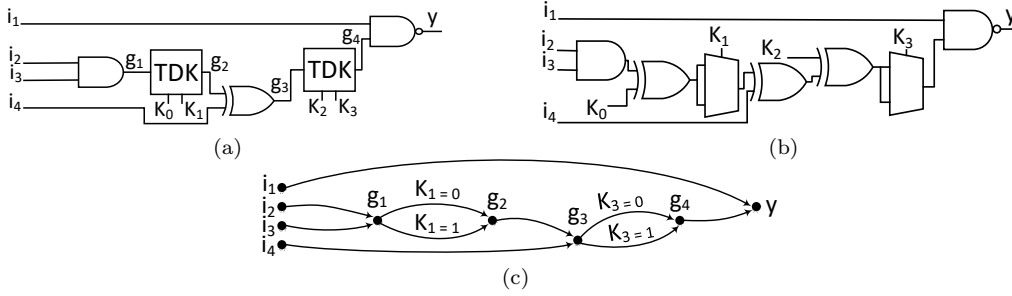 i1
y
g4
i2
i3
g1
TDK
g2
TDK
g3
K0 K1
K2 K3
i4
(a)
i1
y
K1
K2
K3
i2
i3
K0
i4
(b)
i1
i2
i3
i4
g1
K1 = 0
K1 = 1
g2
g3
K3 = 0
K3 = 1
g4
y
(c)